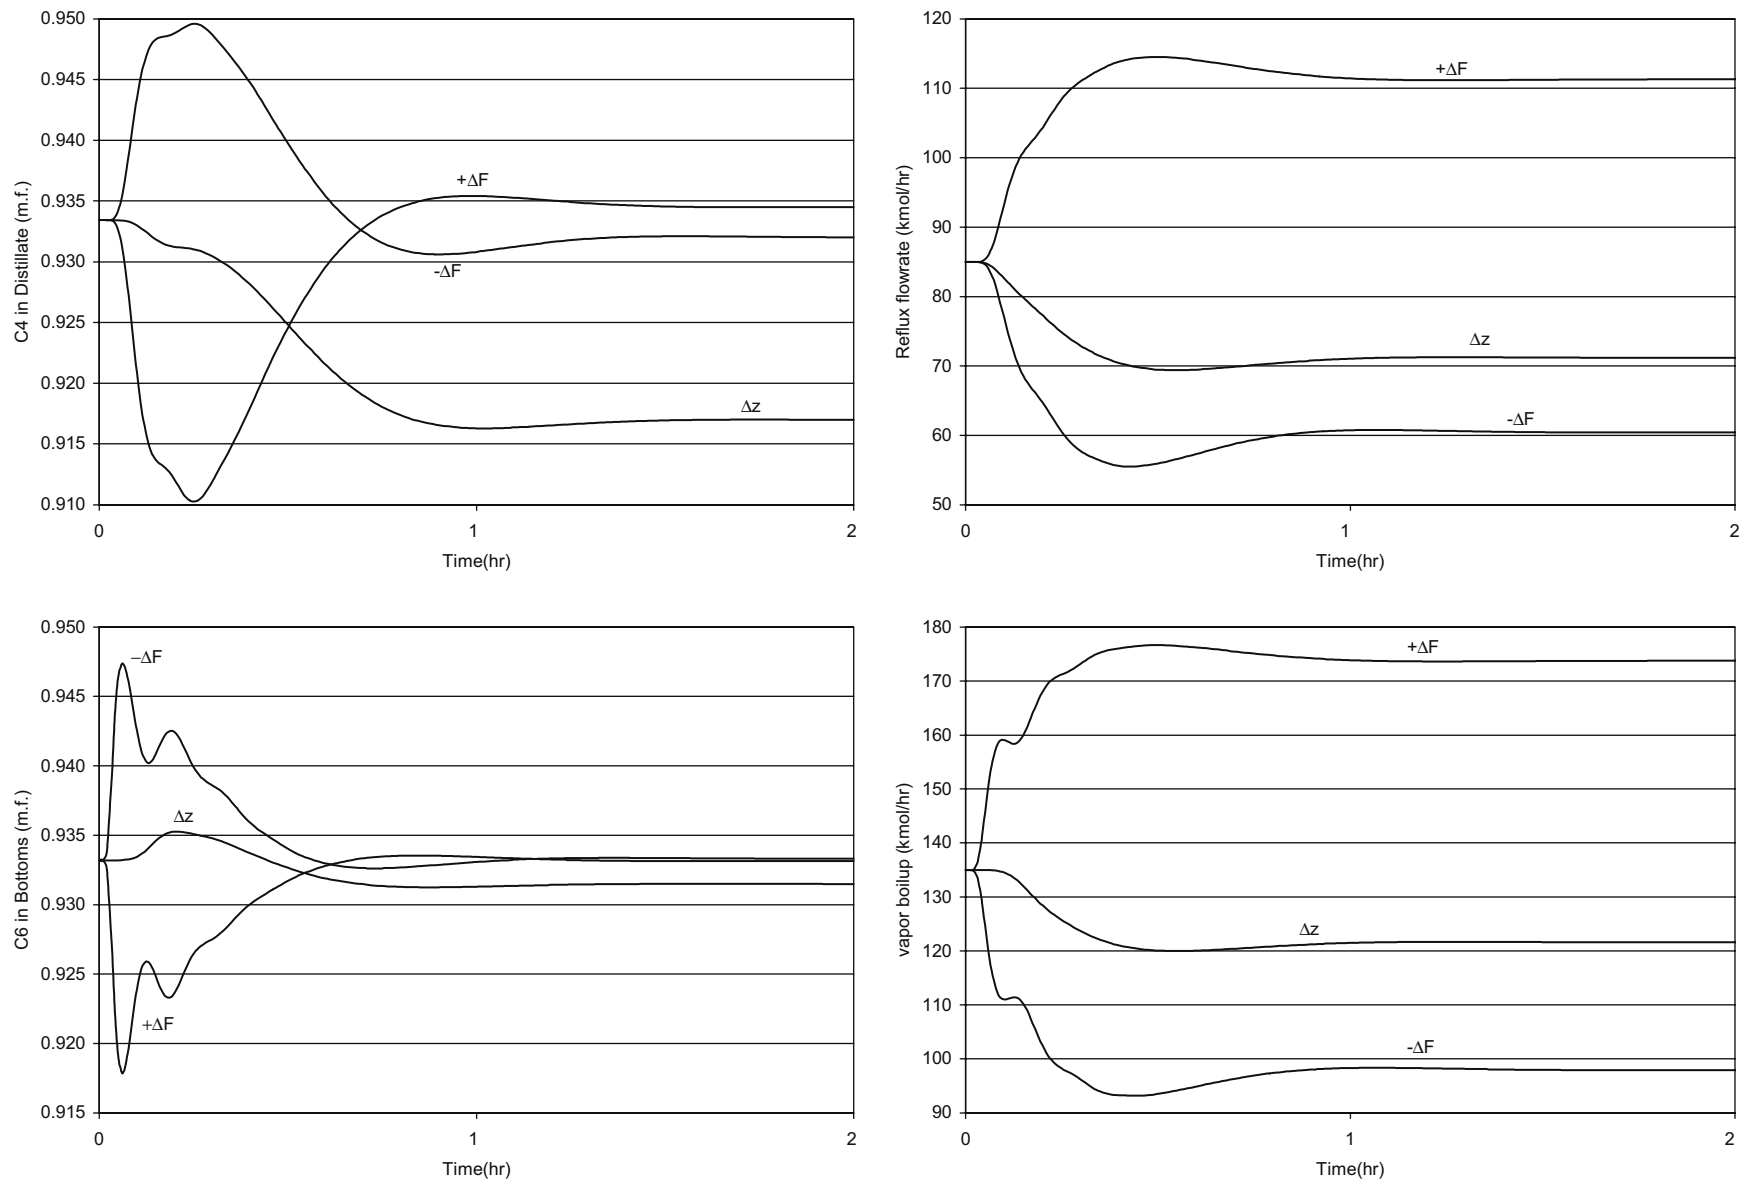 0.950
0.945
0.940
0.935
0.930
0.925
0.920
0.915
0.910
C4 in Distillate (m.f.)
+ΔF
-ΔF
Δz
0 1 2
Time(hr)
120
110
100
90
80
70
60
50
Reflux flowrate (kmol/hr)
+ΔF
Δz
-ΔF
0 1 2
Time(hr)
0.950
0.945
0.940
0.935
0.930
0.925
0.920
0.915
C6 in Bottoms (m.f.)
−ΔF
Δz
+ΔF
0 1 2
Time(hr)
180
170
160
150
140
130
120
110
100
90
vapor boilup (kmol/hr)
+ΔF
Δz
-ΔF
0 1 2
Time(hr)